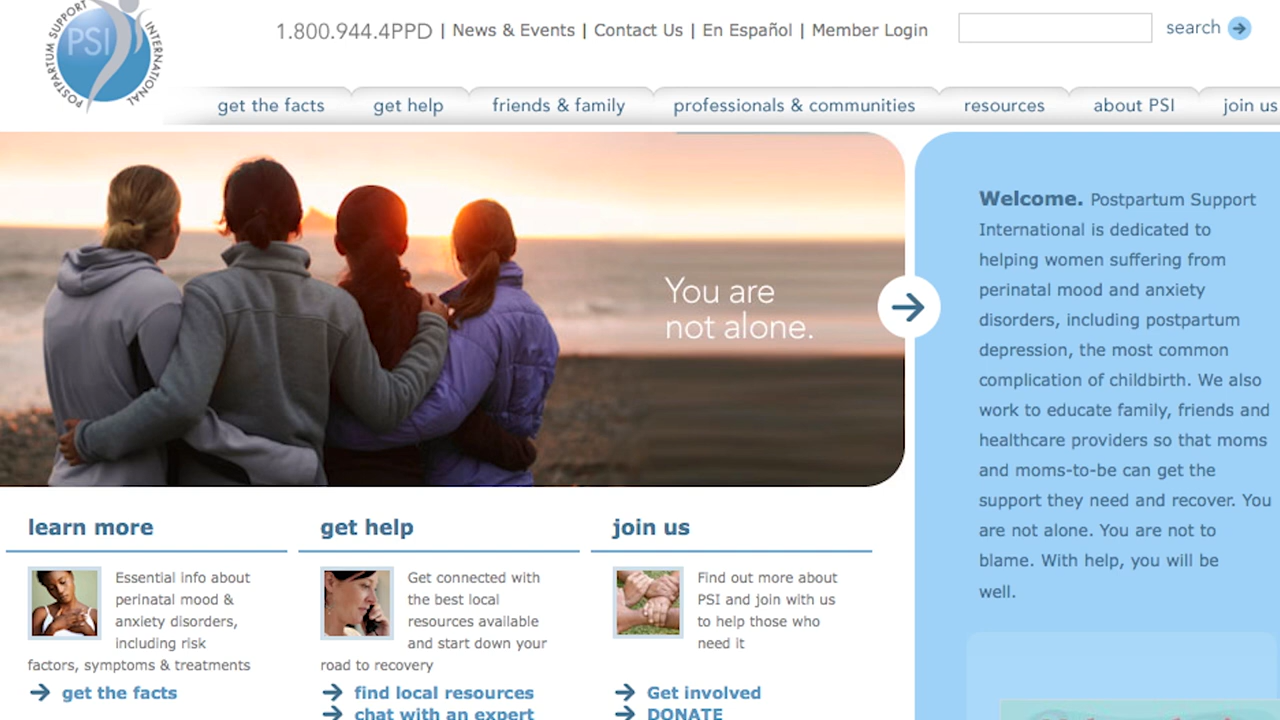 POSTPARTUM SUPPORT INTERNATIONAL
PSI
1.800.944.4PPD | News & Events | Contact Us | En Español | Member Login
search
get the facts
get help
friends & family
professionals & communities
resources
about PSI
join us
You are
not alone.
Welcome. Postpartum Support
International is dedicated to
helping women suffering from
perinatal mood and anxiety
disorders, including postpartum
depression, the most common
complication of childbirth. We also
work to educate family, friends and
healthcare providers so that moms
and moms-to-be can get the
support they need and recover. You
are not alone. You are not to
blame. With help, you will be
well.
learn more
Essential info about
perinatal mood &
anxiety disorders,
including risk
factors, symptoms & treatments
get the facts
get help
Get connected with
the best local
resources available
and start down your
road to recovery
find local resources
chat with an expert
join us
Find out more about
PSI and join with us
to help those who
need it
Get involved
DONATE